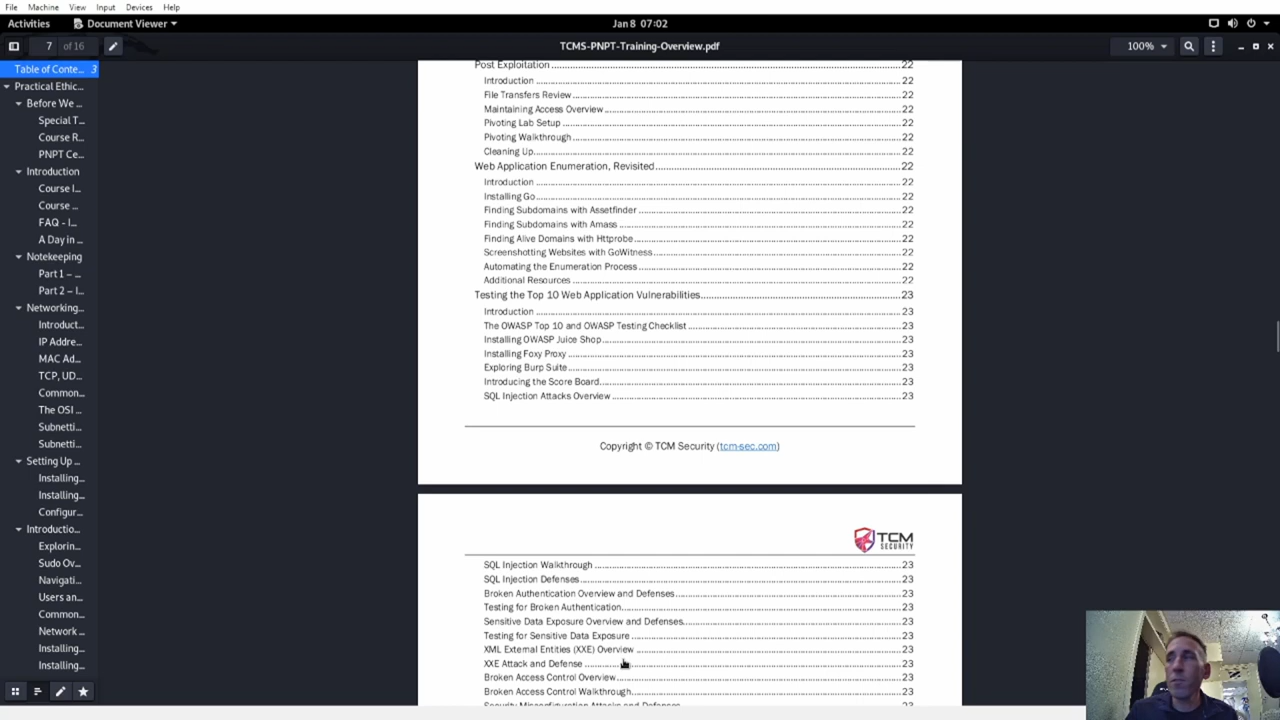 File Machine View Input Devices Help
Activities Document Viewer Jan 8 07:02
7 of 16 TCMS-PNPT-Training-Overview.pdf 100%
Table of Conte... 3
Practical Ethic...
Before We ...
Special T...
Course R...
PNPT Ce...
Introduction
Course I...
Course ...
FAQ - I...
A Day in ...
Notekeeping
Part 1 – ...
Part 2 – I...
Networking...
Introduct...
IP Addre...
MAC Ad...
TCP, UD...
Common...
The OSI ...
Subnetti...
Subnetti...
Setting Up ...
Installing...
Installing...
Configur...
Introductio...
Explorin...
Sudo Ov...
Navigati...
Users an...
Common...
Network ...
Installing...
Installing...
Post Exploitation 22
Introduction 22
File Transfers Review 22
Maintaining Access Overview 22
Pivoting Lab Setup 22
Pivoting Walkthrough 22
Cleaning Up 22
Web Application Enumeration, Revisited 22
Introduction 22
Installing Go 22
Finding Subdomains with Assetfinder 22
Finding Subdomains with Amass 22
Finding Alive Domains with Httprobe 22
Screenshotting Websites with GoWitness 22
Automating the Enumeration Process 22
Additional Resources 22
Testing the Top 10 Web Application Vulnerabilities 23
Introduction 23
The OWASP Top 10 and OWASP Testing Checklist 23
Installing OWASP Juice Shop 23
Installing Foxy Proxy 23
Exploring Burp Suite 23
Introducing the Score Board 23
SQL Injection Attacks Overview 23
Copyright © TCM Security (tcm-sec.com)
TCM
SECURITY
SQL Injection Walkthrough 23
SQL Injection Defenses 23
Broken Authentication Overview and Defenses 23
Testing for Broken Authentication 23
Sensitive Data Exposure Overview and Defenses 23
Testing for Sensitive Data Exposure 23
XML External Entities (XXE) Overview 23
XXE Attack and Defense 23
Broken Access Control Overview 23
Broken Access Control Walkthrough 23
Security Misconfiguration Attacks and Defenses 23